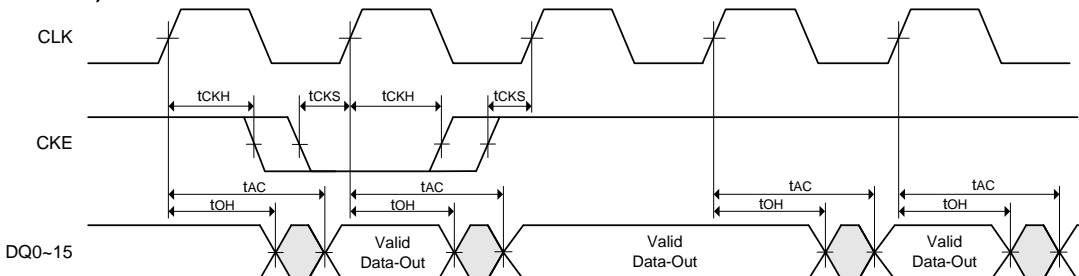 CLK
tCKH tCKS tCKH tCKS
CKE
tAC tAC tAC tAC
tOH tOH tOH tOH
DQ0~15 Valid Data-Out Valid Data-Out Valid Data-Out